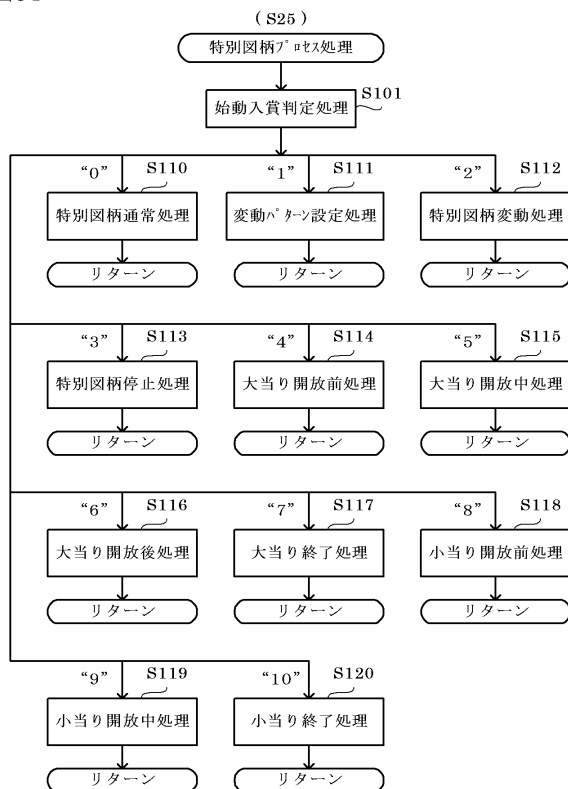 (S25)
特別図柄プロセス処理
S101
始動入賞判定処理
“0” S110 “1” S111 “2” S112
特別図柄通常処理 変動パターン設定処理 特別図柄変動処理
リターン リターン リターン
“3” S113 “4” S114 “5” S115
特別図柄停止処理 大当り開放前処理 大当り開放中処理
リターン リターン リターン
“6” S116 “7” S117 “8” S118
大当り開放後処理 大当り終了処理 小当り開放前処理
リターン リターン リターン
“9” S119 “10” S120
小当り開放中処理 小当り終了処理
リターン リターン